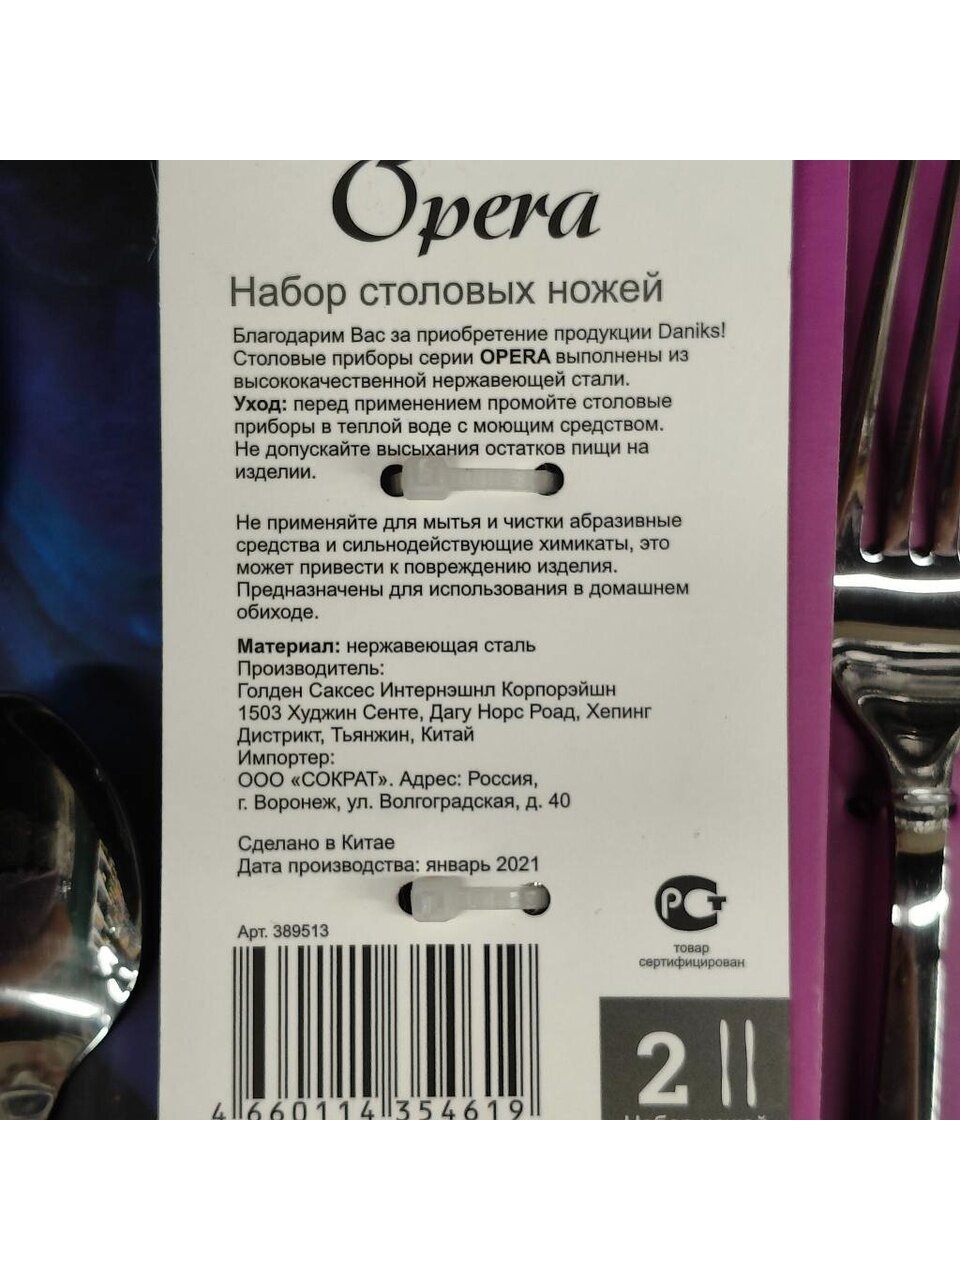 Opera
Набор столовых ножей
Благодарим Вас за приобретение продукции Daniks!
Столовые приборы серии OPERA выполнены из
высококачественной нержавеющей стали.
Уход: перед применением промойте столовые
приборы в теплой воде с моющим средством.
Не допускайте высыхания остатков пищи на
изделии.
Не применяйте для мытья и чистки абразивные
средства и сильнодействующие химикаты, это
может привести к повреждению изделия.
Предназначены для использования в домашнем
обиходе.
Материал: нержавеющая сталь
Производитель:
Голден Саксес Интернэшнл Корпорэйшн
1503 Худжин Сенте, Дагу Норс Роад, Хепинг
Дистрикт, Тьянжин, Китай
Импортер:
ООО «СОКРАТ». Адрес: Россия,
г. Воронеж, ул. Волгоградская, д. 40
Сделано в Китае
Дата производства: январь 2021
Арт. 389513
РСТ
товар
сертифицирован
2
4 660114 354619